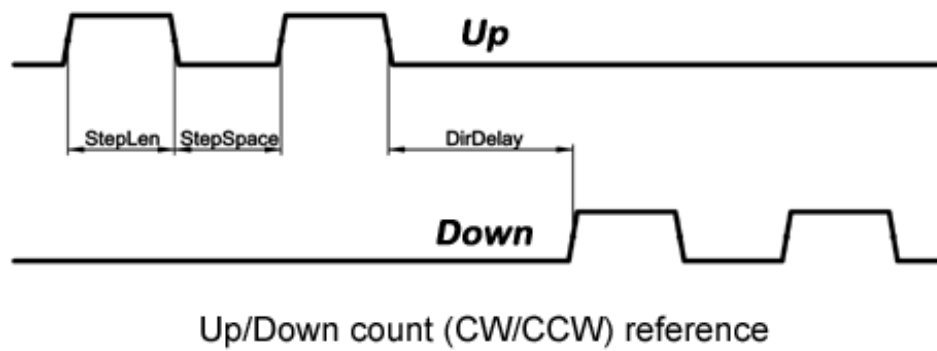 Up
StepLen StepSpace DirDelay
Down
Up/Down count (CW/CCW) reference